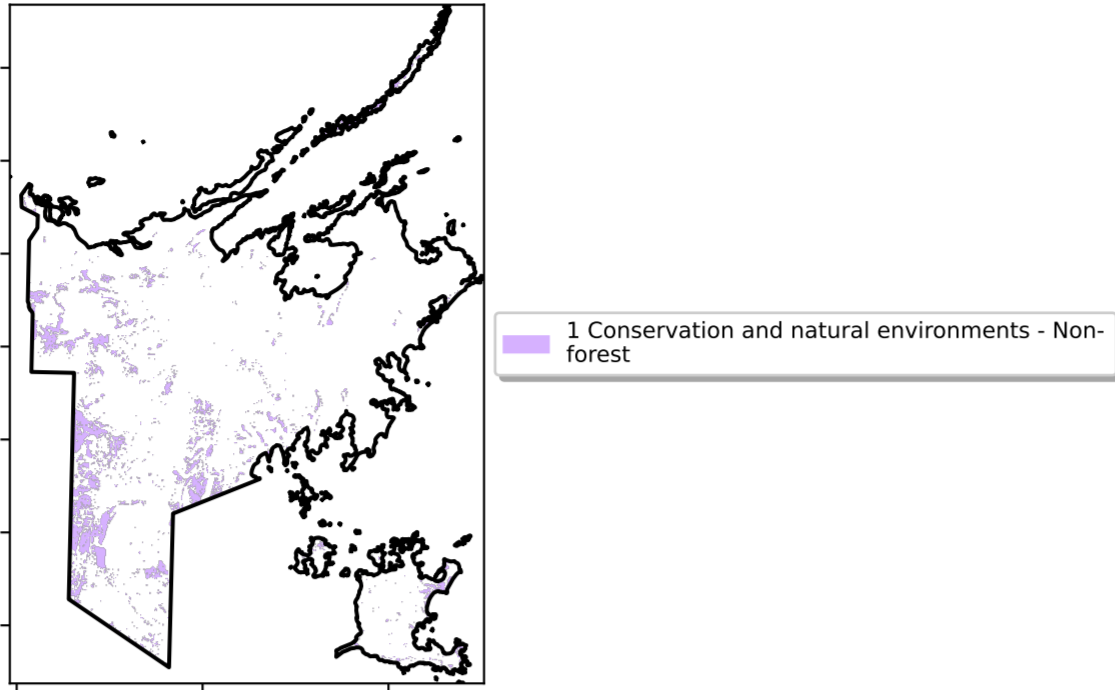 1 Conservation and natural environments - Non-
forest